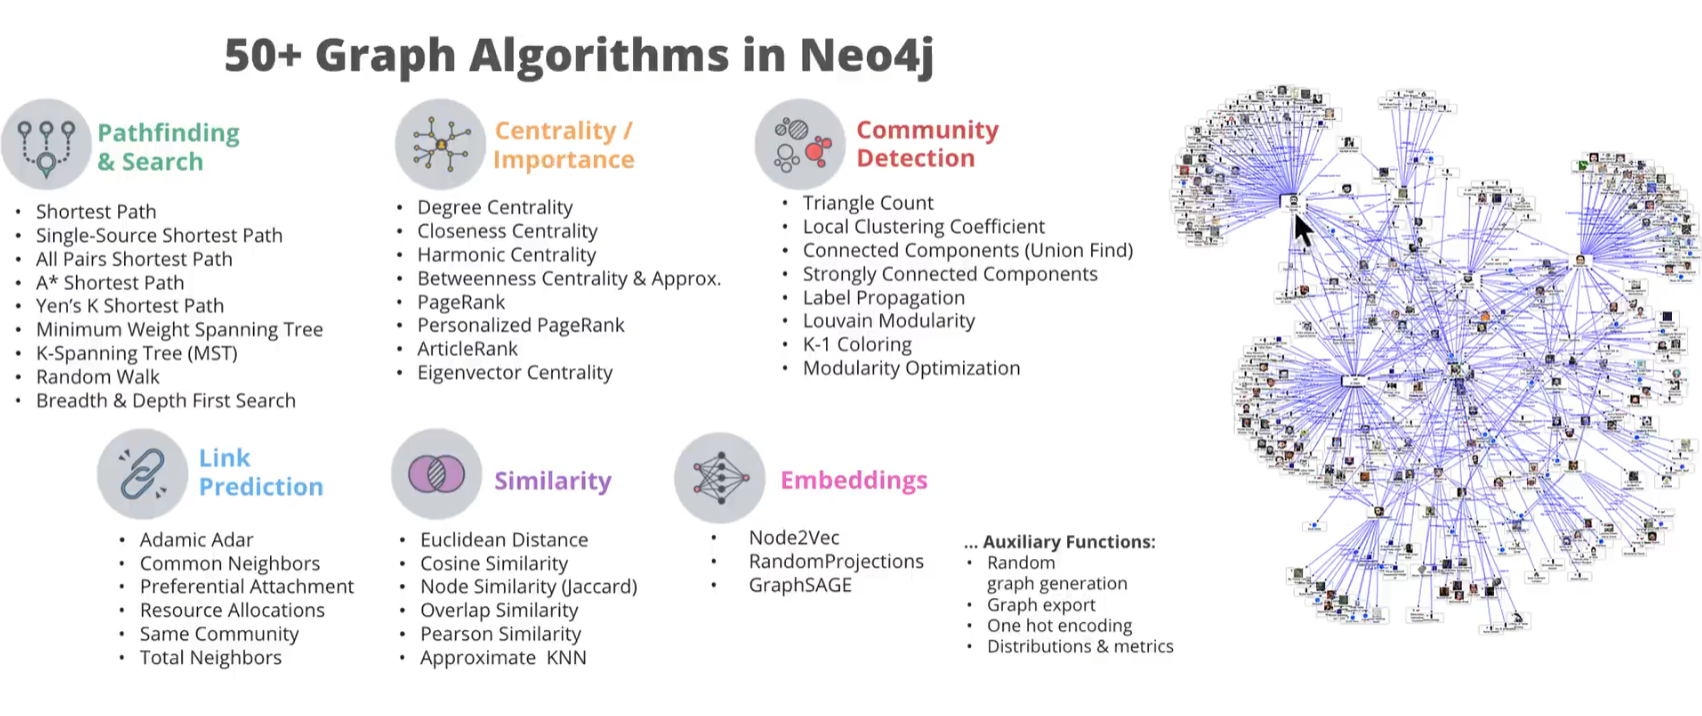 50+ Graph Algorithms in Neo4j
Pathfinding
& Search
• Shortest Path
• Single-Source Shortest Path
• All Pairs Shortest Path
• A* Shortest Path
• Yen’s K Shortest Path
• Minimum Weight Spanning Tree
• K-Spanning Tree (MST)
• Random Walk
• Breadth & Depth First Search
Centrality /
Importance
• Degree Centrality
• Closeness Centrality
• Harmonic Centrality
• Betweenness Centrality & Approx.
• PageRank
• Personalized PageRank
• ArticleRank
• Eigenvector Centrality
Community
Detection
• Triangle Count
• Local Clustering Coefficient
• Connected Components (Union Find)
• Strongly Connected Components
• Label Propagation
• Louvain Modularity
• K-1 Coloring
• Modularity Optimization
Link
Prediction
• Adamic Adar
• Common Neighbors
• Preferential Attachment
• Resource Allocations
• Same Community
• Total Neighbors
Similarity
• Euclidean Distance
• Cosine Similarity
• Node Similarity (Jaccard)
• Overlap Similarity
• Pearson Similarity
• Approximate KNN
Embeddings
• Node2Vec
• RandomProjections
• GraphSAGE
... Auxiliary Functions:
• Random
graph generation
• Graph export
• One hot encoding
• Distributions & metrics